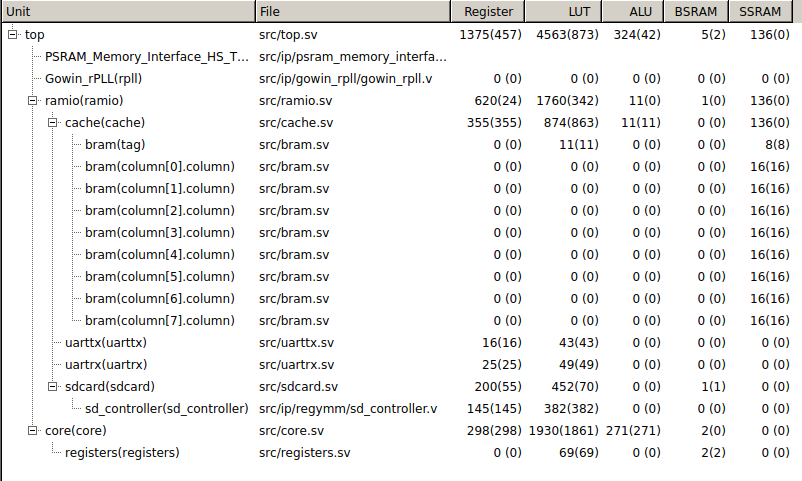 Unit File Register LUT ALU BSRAM SSRAM
top src/top.sv 1375(457) 4563(873) 324(42) 5(2) 136(0)
PSRAM_Memory_Interface_HS_T... src/ip/psram_memory_interfa...
Gowin_rPLL(rpll) src/ip/gowin_rpll/gowin_rpll.v 0 (0) 0 (0) 0 (0) 0 (0) 0 (0)
ramio(ramio) src/ramio.sv 620(24) 1760(342) 11(0) 1(0) 136(0)
cache(cache) src/cache.sv 355(355) 874(863) 11(11) 0 (0) 136(0)
bram(tag) src/bram.sv 0 (0) 11(11) 0 (0) 0 (0) 8(8)
bram(column[0].column) src/bram.sv 0 (0) 0 (0) 0 (0) 0 (0) 16(16)
bram(column[1].column) src/bram.sv 0 (0) 0 (0) 0 (0) 0 (0) 16(16)
bram(column[2].column) src/bram.sv 0 (0) 0 (0) 0 (0) 0 (0) 16(16)
bram(column[3].column) src/bram.sv 0 (0) 0 (0) 0 (0) 0 (0) 16(16)
bram(column[4].column) src/bram.sv 0 (0) 0 (0) 0 (0) 0 (0) 16(16)
bram(column[5].column) src/bram.sv 0 (0) 0 (0) 0 (0) 0 (0) 16(16)
bram(column[6].column) src/bram.sv 0 (0) 0 (0) 0 (0) 0 (0) 16(16)
bram(column[7].column) src/bram.sv 0 (0) 0 (0) 0 (0) 0 (0) 16(16)
uarttx(uarttx) src/uarttx.sv 16(16) 43(43) 0 (0) 0 (0) 0 (0)
uartrx(uartrx) src/uartrx.sv 25(25) 49(49) 0 (0) 0 (0) 0 (0)
sdcard(sdcard) src/sdcard.sv 200(55) 452(70) 0 (0) 1(1) 0 (0)
sd_controller(sd_controller) src/ip/regymm/sd_controller.v 145(145) 382(382) 0 (0) 0 (0) 0 (0)
core(core) src/core.sv 298(298) 1930(1861) 271(271) 2(0) 0 (0)
registers(registers) src/registers.sv 0 (0) 69(69) 0 (0) 2(2) 0 (0)